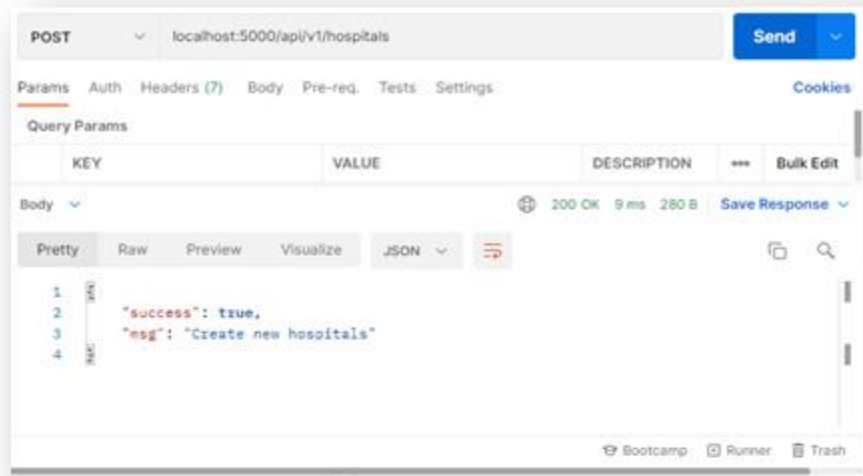 POST localhost:5000/api/v1/hospitals Send
Params Auth Headers (7) Body Pre-req. Tests Settings Cookies
Query Params
KEY VALUE DESCRIPTION ••• Bulk Edit
Body 200 OK 9 ms 280 B Save Response
Pretty Raw Preview Visualize JSON
1 {
2 "success": true,
3 "msg": "Create new hospitals"
4 }
Bootcamp Runner Trash